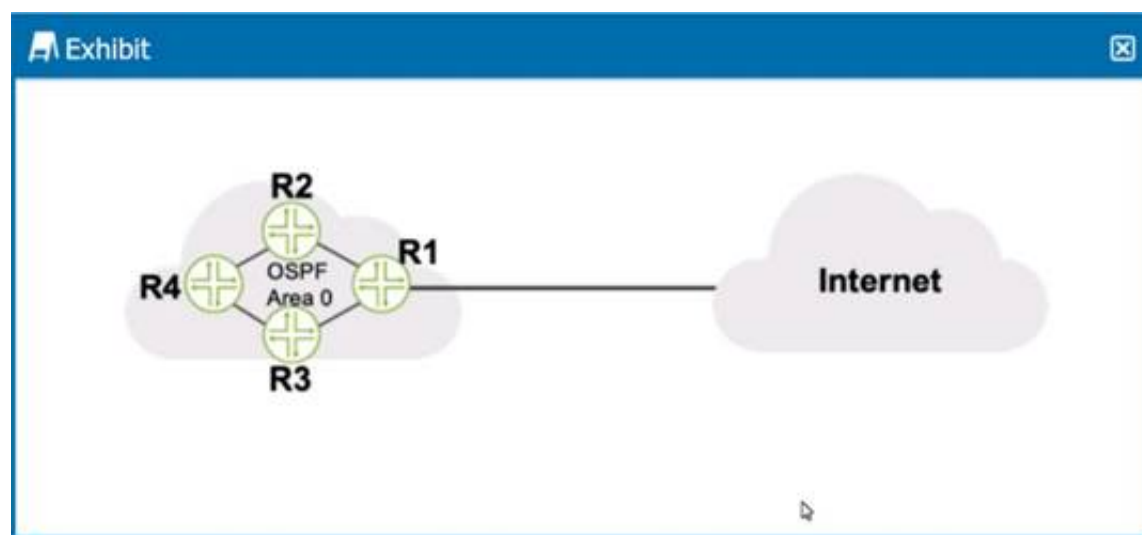 Exhibit
R2
R1
OSPF
Area 0
R4
R3
Internet